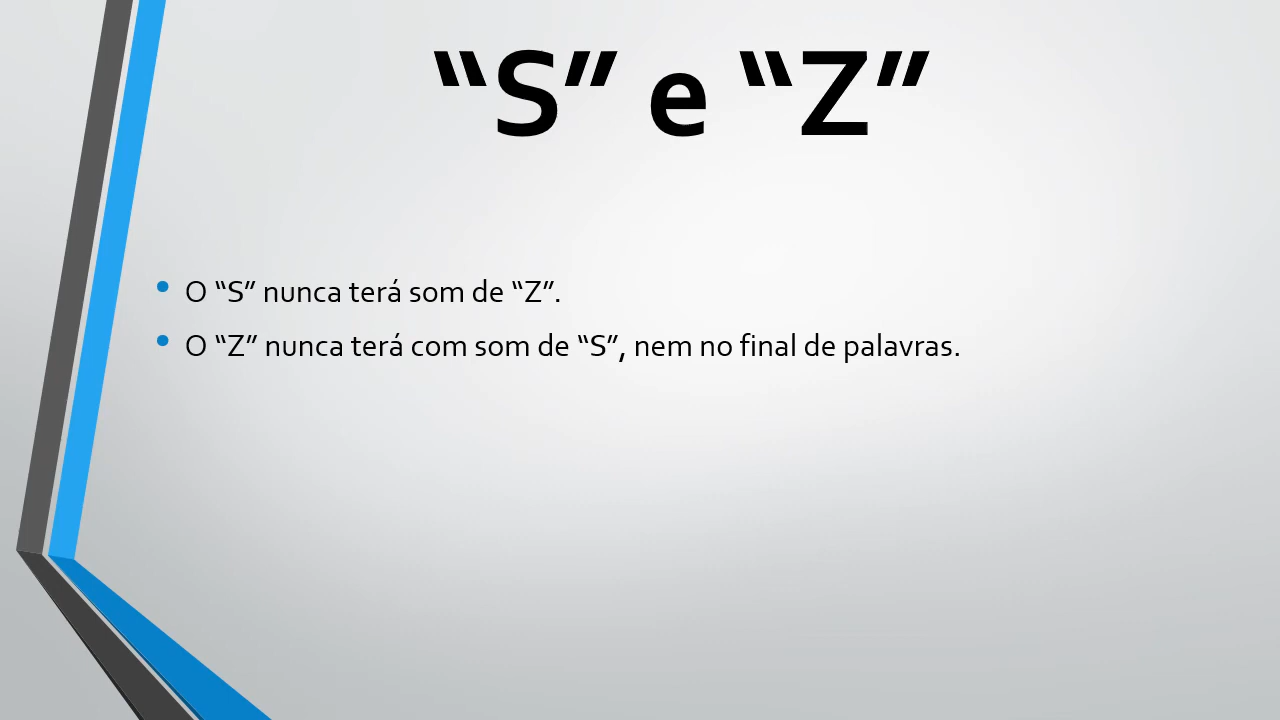 “S” e “Z”
• O “S” nunca terá som de “Z”.
• O “Z” nunca terá com som de “S”, nem no final de palavras.